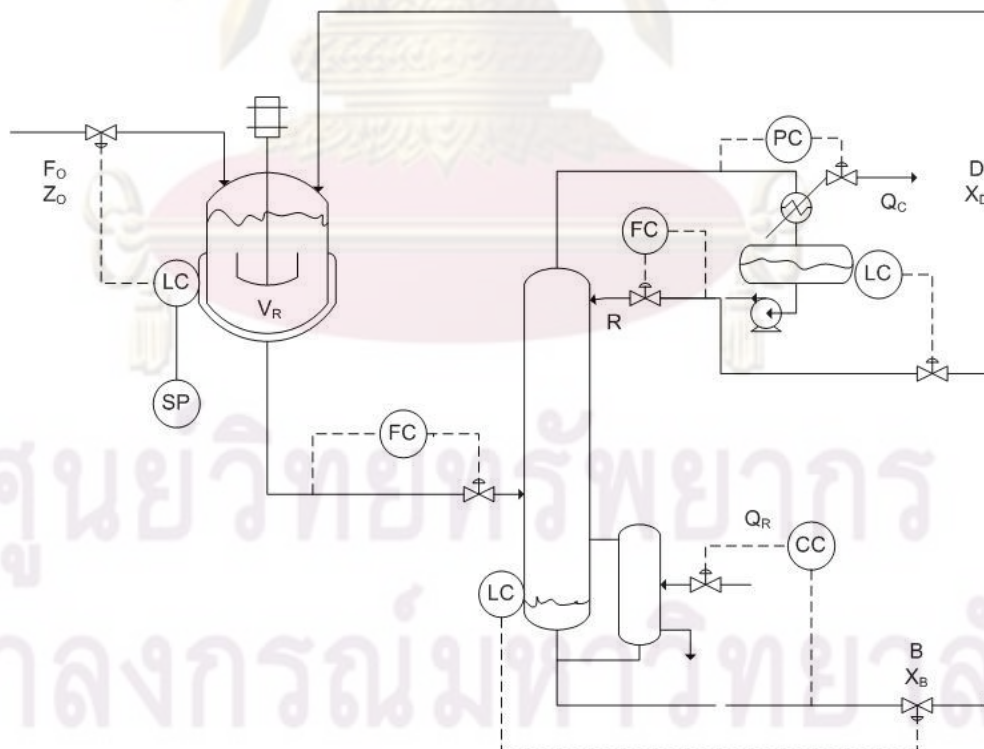 PC
D
X_D
F_O
Z_O
Q_C
FC
LC
LC
V_R
R
SP
FC
Q_R
CC
LC
B
X_B
ศูนย์วิทยทรัพยากร
จุฬาลงกรณ์มหาวิทยาลัย